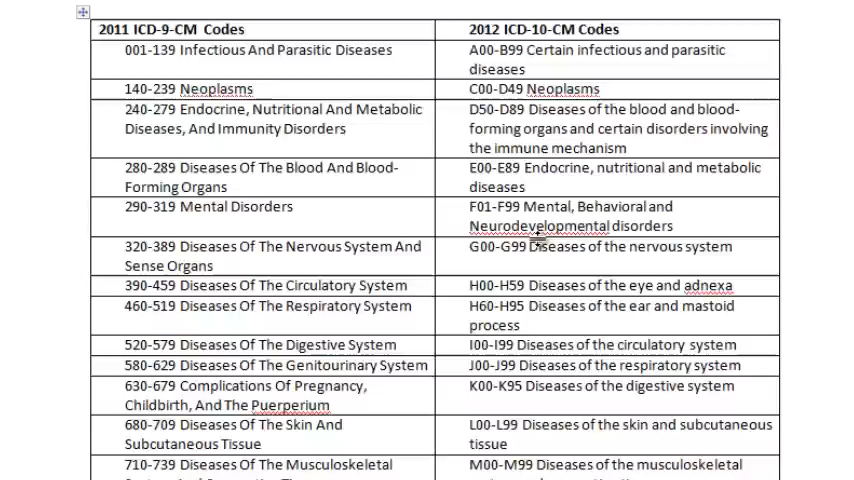 2011 ICD-9-CM Codes
2012 ICD-10-CM Codes
001-139 Infectious And Parasitic Diseases
A00-B99 Certain infectious and parasitic
diseases
140-239 Neoplasms
C00-D49 Neoplasms
240-279 Endocrine, Nutritional And Metabolic
Diseases, And Immunity Disorders
D50-D89 Diseases of the blood and blood-
forming organs and certain disorders involving
the immune mechanism
280-289 Diseases Of The Blood And Blood-
Forming Organs
E00-E89 Endocrine, nutritional and metabolic
diseases
290-319 Mental Disorders
F01-F99 Mental, Behavioral and
Neurodevelopmental disorders
320-389 Diseases Of The Nervous System And
Sense Organs
G00-G99 Diseases of the nervous system
390-459 Diseases Of The Circulatory System
H00-H59 Diseases of the eye and adnexa
460-519 Diseases Of The Respiratory System
H60-H95 Diseases of the ear and mastoid
process
520-579 Diseases Of The Digestive System
I00-I99 Diseases of the circulatory system
580-629 Diseases Of The Genitourinary System
J00-J99 Diseases of the respiratory system
630-679 Complications Of Pregnancy,
Childbirth, And The Puerperium
K00-K95 Diseases of the digestive system
680-709 Diseases Of The Skin And
Subcutaneous Tissue
L00-L99 Diseases of the skin and subcutaneous
tissue
710-739 Diseases Of The Musculoskeletal
M00-M99 Diseases of the musculoskeletal